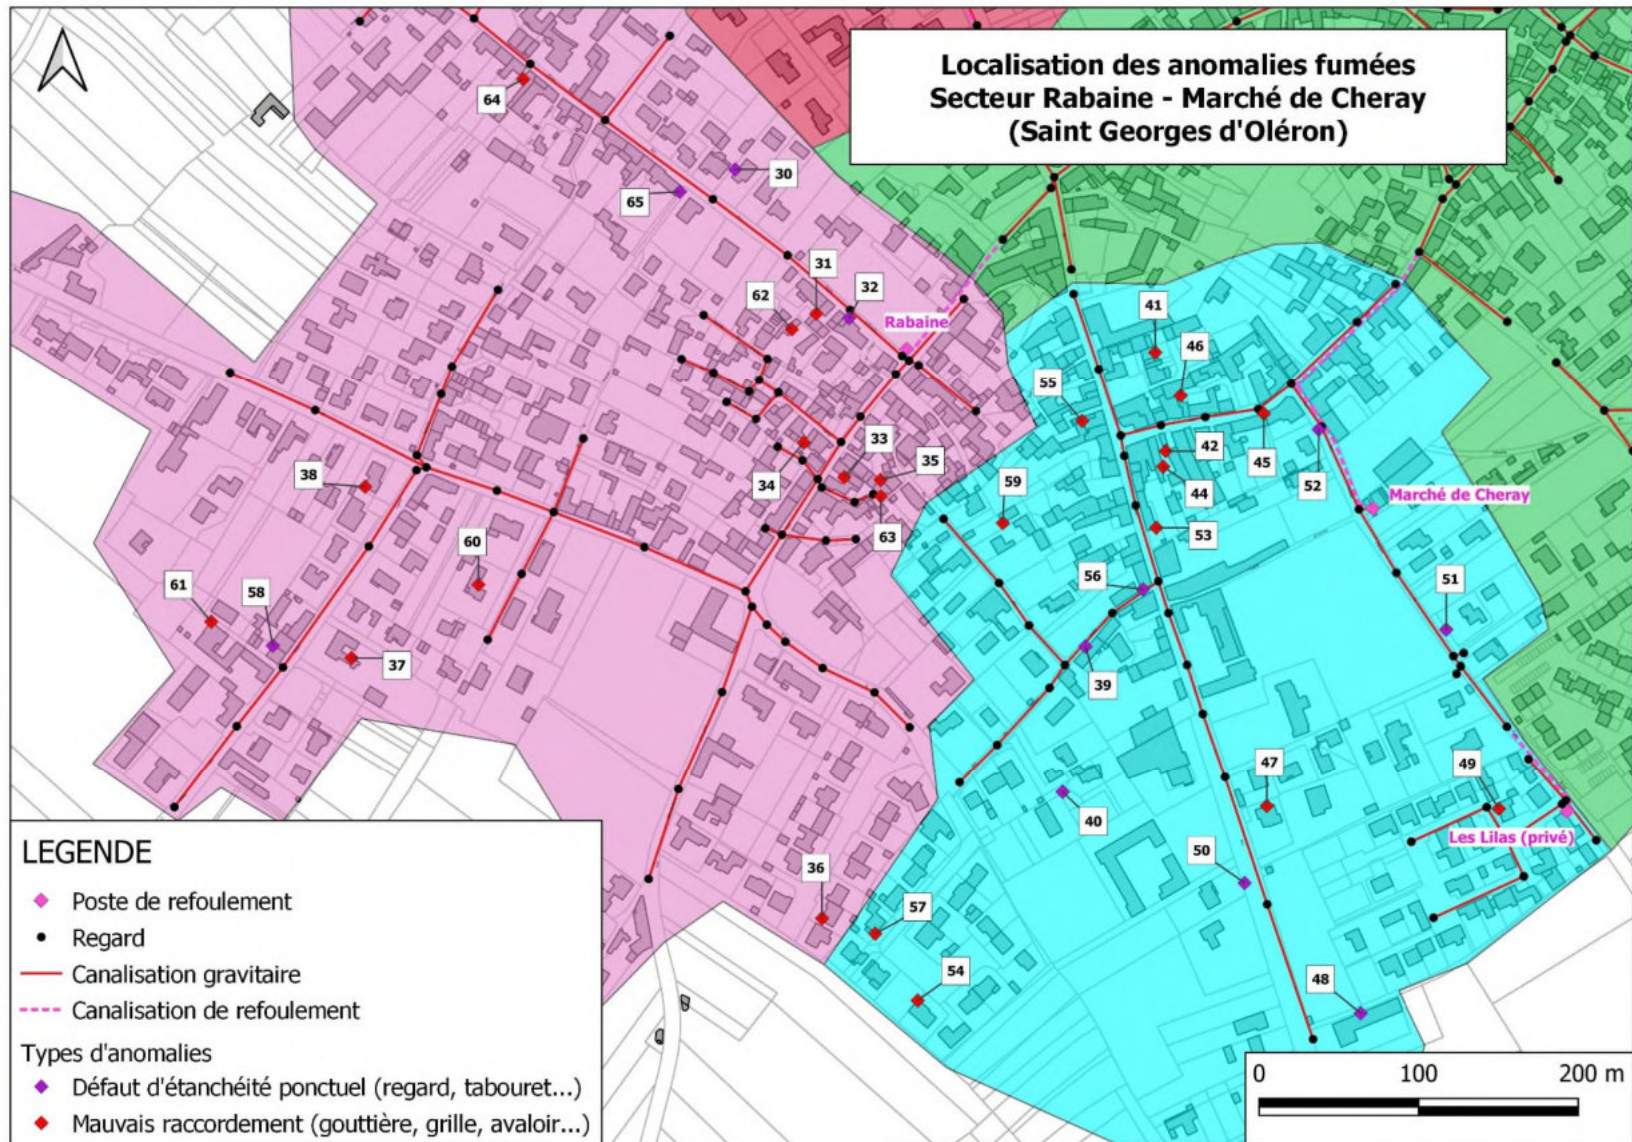 Localisation des anomalies fumées
Secteur Rabaine - Marché de Cheray
(Saint Georges d'Oléron)
64
30
65
31
62
32
Rabaine
41
46
55
33
35
34
42
45
52
38
59
44
Marché de Cheray
63
53
60
56
51
61
58
37
39
47
49
40
50
Les Lilas (privé)
36
57
54
48
LEGENDE
Poste de refoulement
Regard
Canalisation gravitaire
Canalisation de refoulement
Types d'anomalies
Défaut d'étanchéité ponctuel (regard, tabouret...)
Mauvais raccordement (gouttière, grille, avaloir...)
0 100 200 m